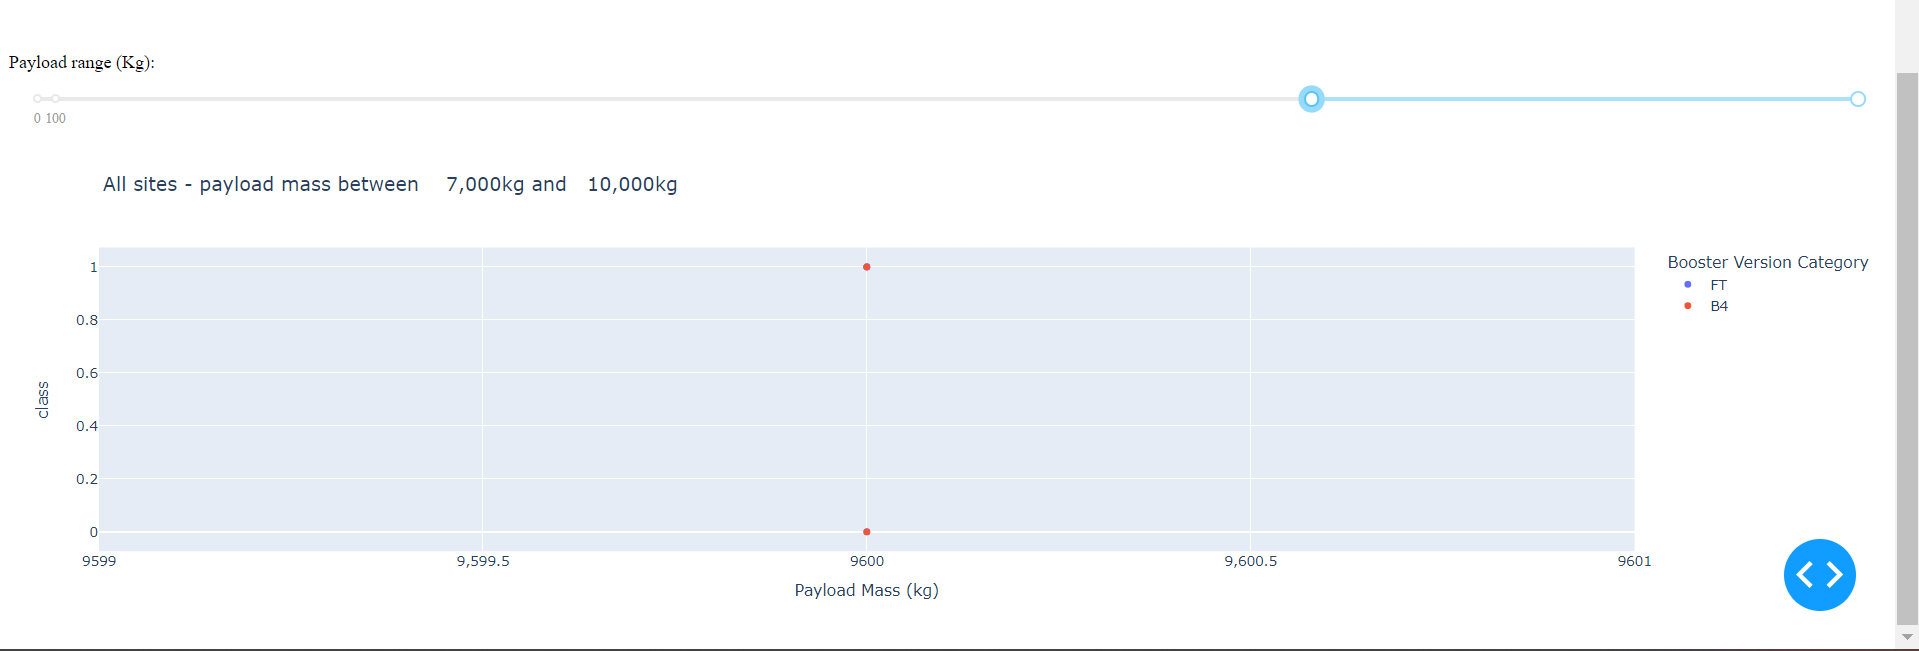 Payload range (Kg):
0 100
All sites - payload mass between 7,000kg and 10,000kg
Booster Version Category
FT
B4
1
0.8
0.6
0.4
0.2
0
class
9599 9,599.5 9600 9,600.5 9601
Payload Mass (kg)